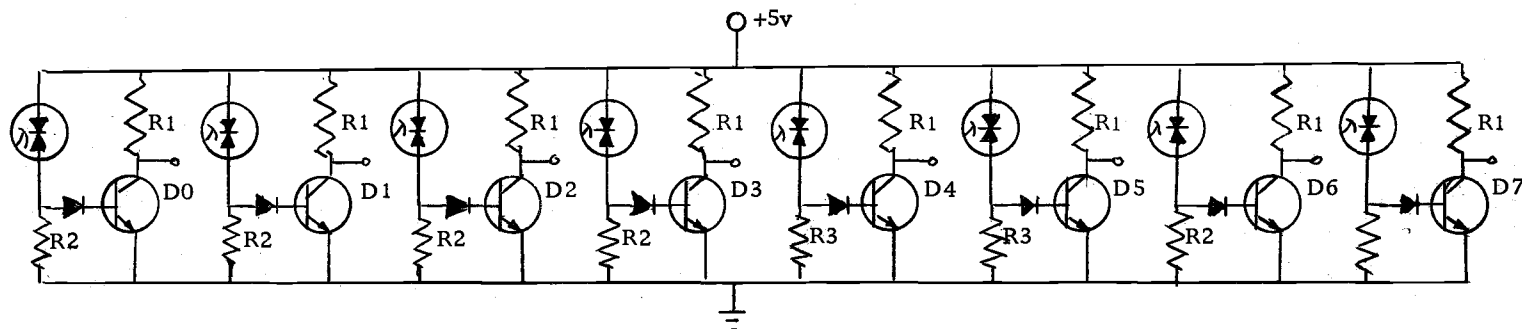 +5v
R1 R1 R1 R1 R1 R1 R1 R1
λ λ λ λ λ λ λ λ
D0 D1 D2 D3 D4 D5 D6 D7
R2 R2 R2 R2 R3 R3 R2